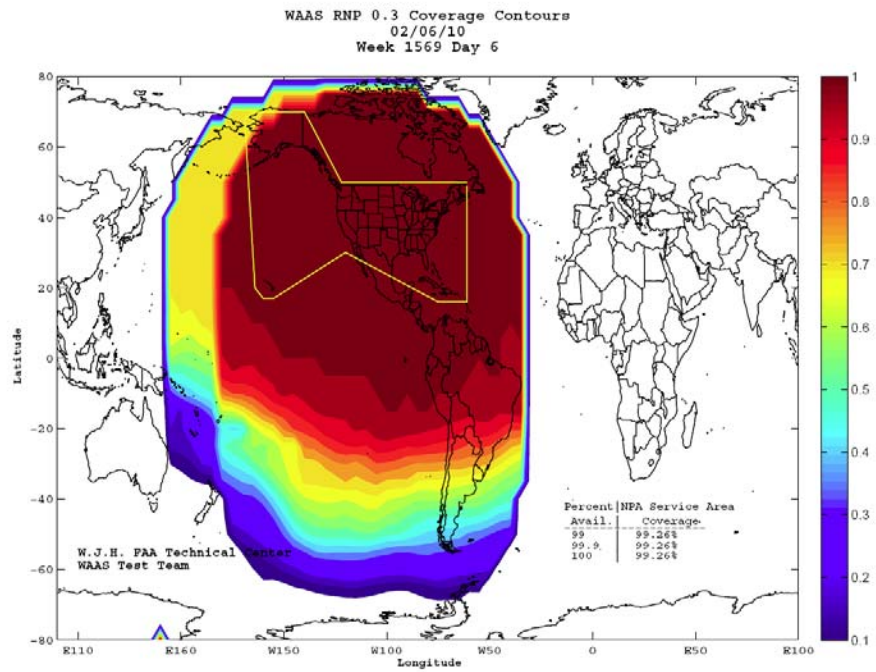 WAAS RNP 0.3 Coverage Contours
02/06/10
Week 1569 Day 6
80
60
40
20
0
-20
-40
-60
-80
Latitude
E110
E160
W150
W100
W50
0
E50
E100
Longitude
Percent|NPA Service Area
Avail.| Coverage
99 | 99.26%
99.9 | 99.26%
100 | 99.26%
W.J.H. FAA Technical Center
WAAS Test Team
1
0.9
0.8
0.7
0.6
0.5
0.4
0.3
0.2
0.1